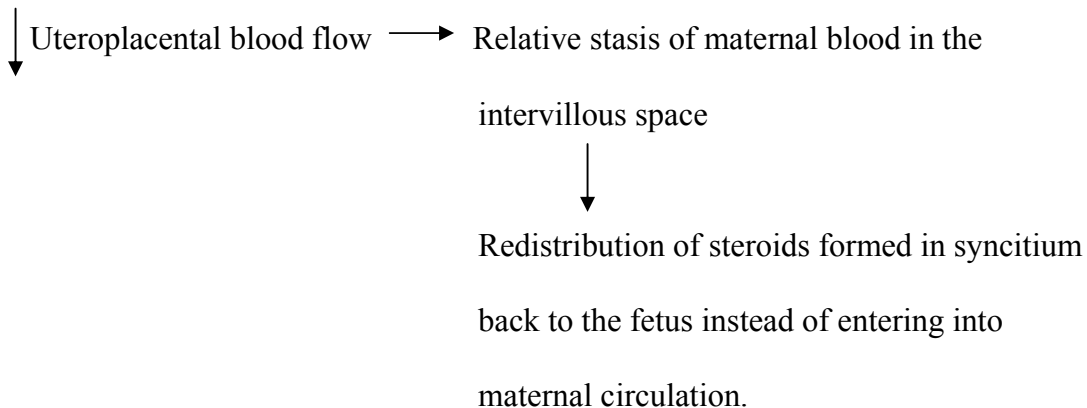 Uteroplacental blood flow Relative stasis of maternal blood in the
intervillous space
Redistribution of steroids formed in syncitium
back to the fetus instead of entering into
maternal circulation.